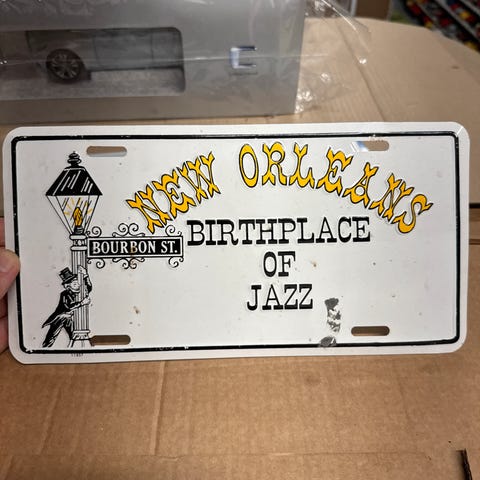 NEW ORLEANS
BOURBON ST.
BIRTHPLACE
OF
JAZZ